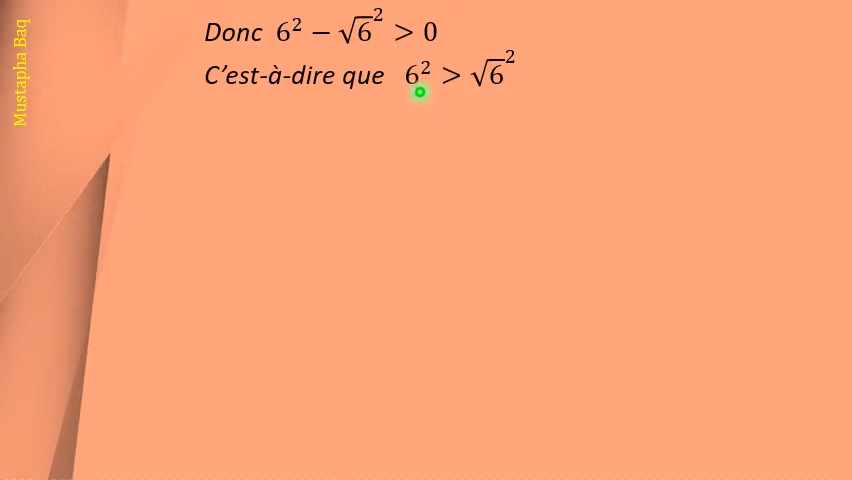 Mustapha Baq
Donc 6² − √6² > 0
C’est-à-dire que 6² > √6²